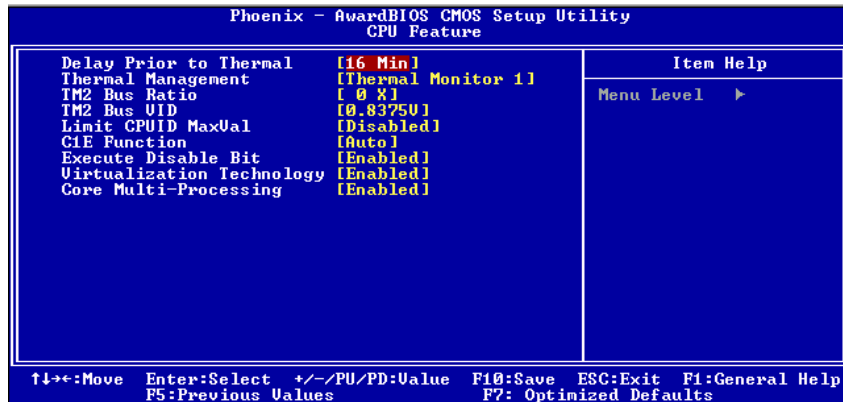 Phoenix - AwardBIOS CMOS Setup Utility
CPU Feature
Delay Prior to Thermal [16 Min]
Thermal Management [Thermal Monitor 1]
TM2 Bus Ratio [ 0 X]
TM2 Bus VID [0.8375V]
Limit CPUID MaxVal [Disabled]
C1E Function [Auto]
Execute Disable Bit [Enabled]
Virtualization Technology [Enabled]
Core Multi-Processing [Enabled]
Item Help
Menu Level ►
↑↓→←:Move Enter:Select +/-/PU/PD:Value F10:Save ESC:Exit F1:General Help
F5:Previous Values F7: Optimized Defaults